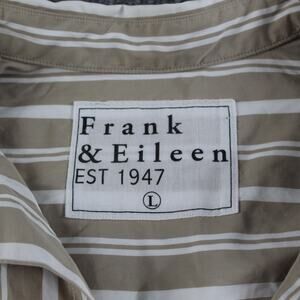 Frank
& Eileen
EST 1947
L